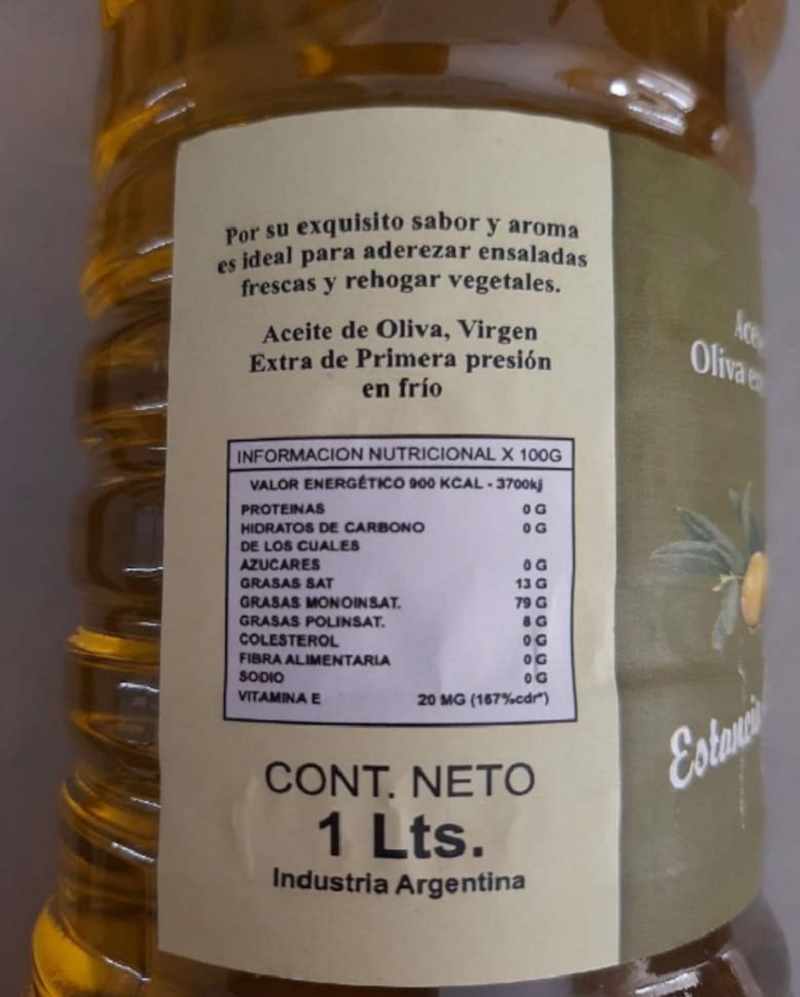 Por su exquisito sabor y aroma
es ideal para aderezar ensaladas
frescas y rehogar vegetales.
Aceite de Oliva, Virgen
Extra de Primera presión
en frío
INFORMACION NUTRICIONAL X 100G
VALOR ENERGÉTICO 900 KCAL - 3700kj
PROTEINAS 0 G
HIDRATOS DE CARBONO 0 G
DE LOS CUALES
AZUCARES 0 G
GRASAS SAT 13 G
GRASAS MONOINSAT. 79 G
GRASAS POLINSAT. 8 G
COLESTEROL 0 G
FIBRA ALIMENTARIA 0 G
SODIO 0 G
VITAMINA E 20 MG (167%cdr*)
CONT. NETO
1 Lts.
Industria Argentina
Oliva